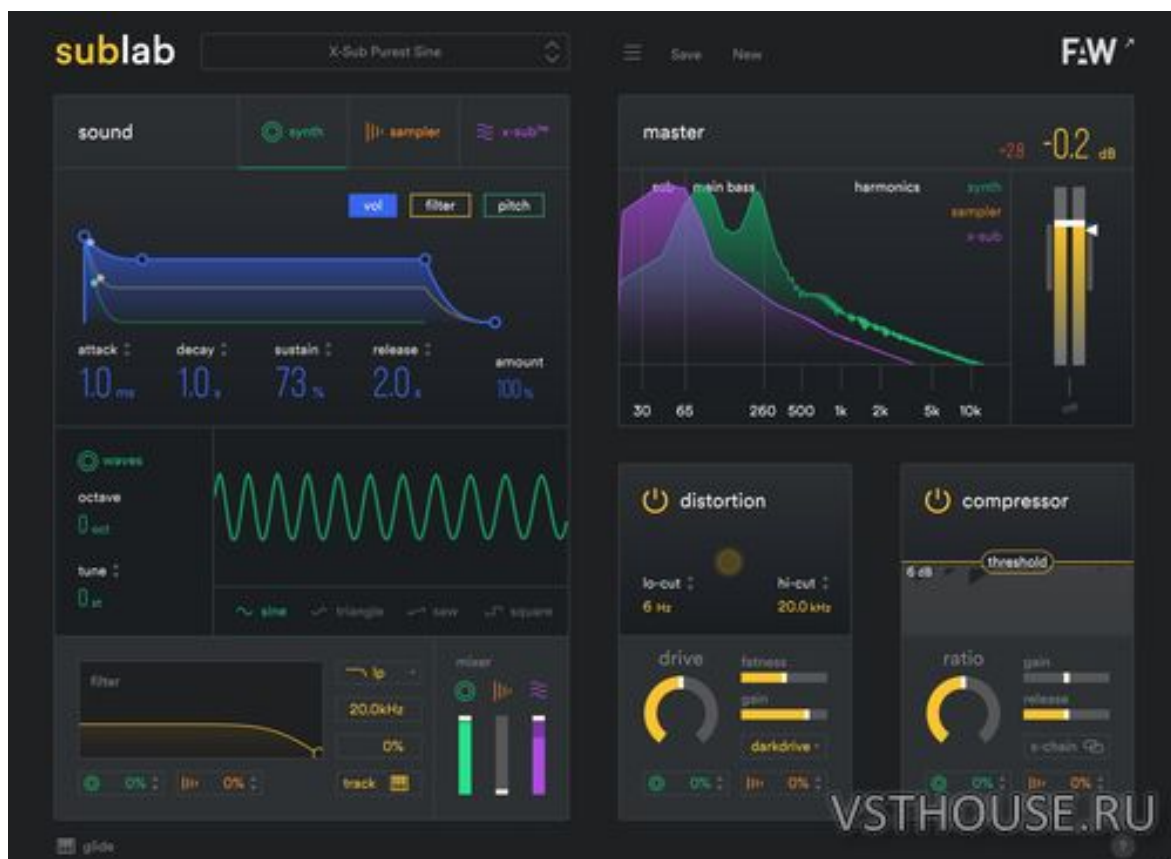 sublab
X-Sub Purest Sine
Save
New
FAW
sound
synth
sampler
x-sub™
vol
filter
pitch
attack
decay
sustain
release
amount
1.0 ms
1.0 s
73 %
2.0 s
100 %
waves
octave
0 oct
tune
0 st
sine
triangle
saw
square
filter
lp
20.0kHz
0%
track
0%
0%
mixer
glide
master
-2.8
-0.2 dB
sub
main bass
harmonics
synth
sampler
x-sub
30 65 260 500 1k 2k 5k 10k
distortion
lo-cut
hi-cut
6 Hz
20.0 kHz
drive
fatness
gain
darkdrive
0%
0%
compressor
threshold
6 dB
ratio
gain
release
s-chain
0%
0%
VSTHOUSE.RU
?